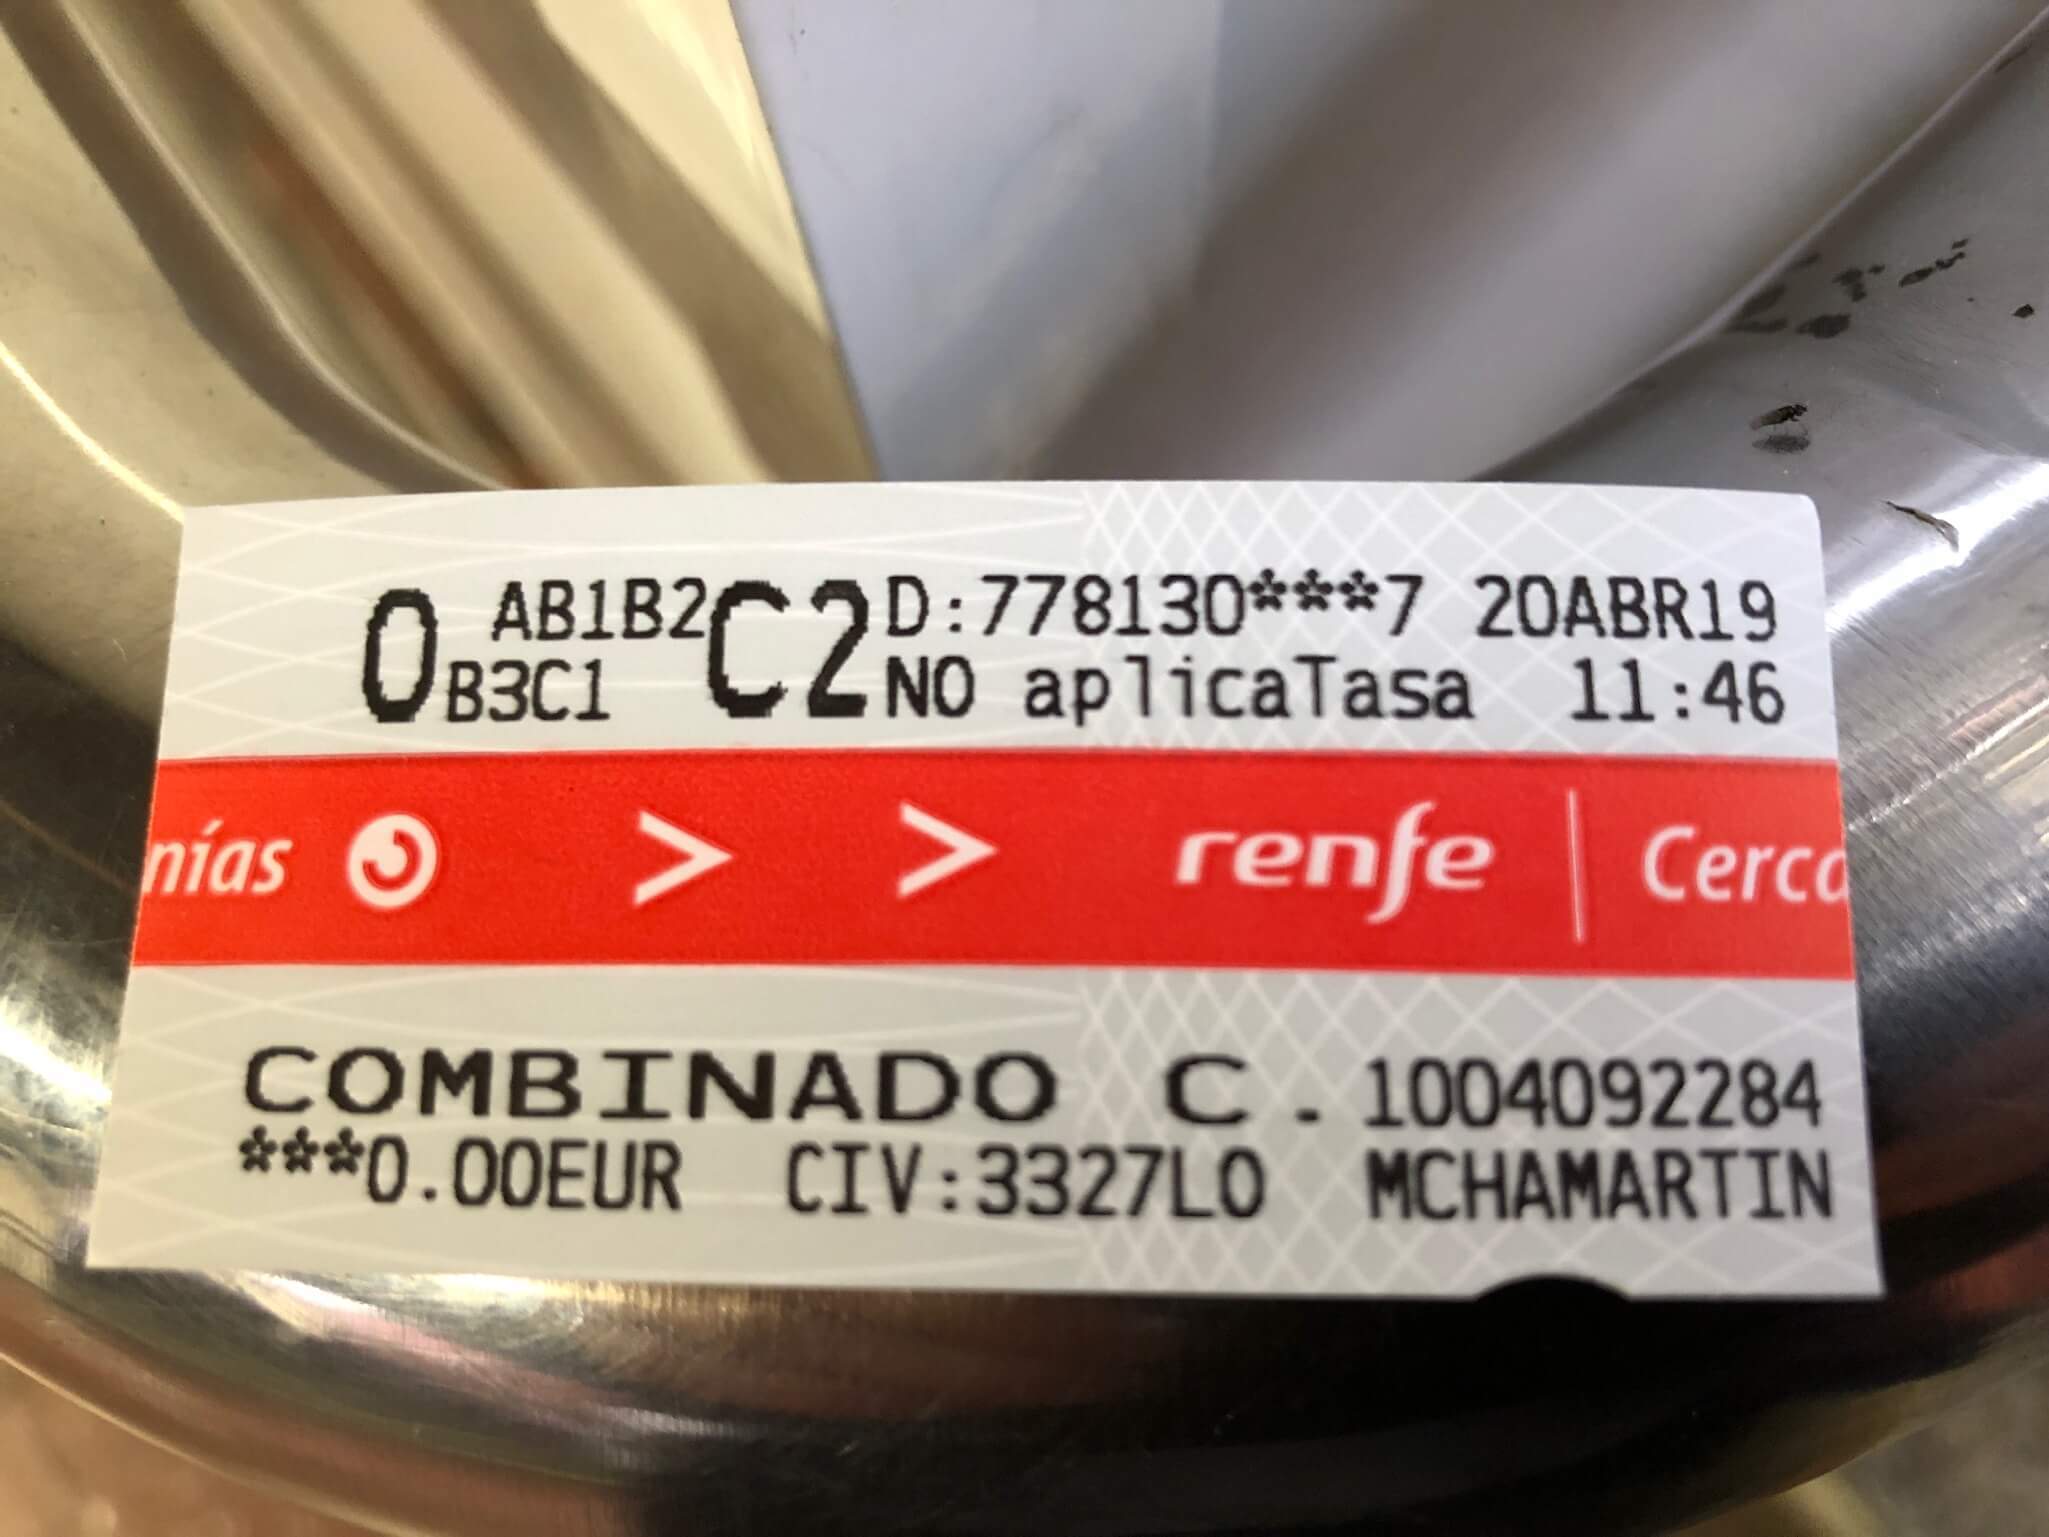 0 AB1B2 C2 D:778130***7 20ABR19
B3C1 NO aplicaTasa 11:46
nías > > renfe | Cerca
COMBINADO C. 1004092284
***0.00EUR CIV:3327L0 MCHAMARTIN